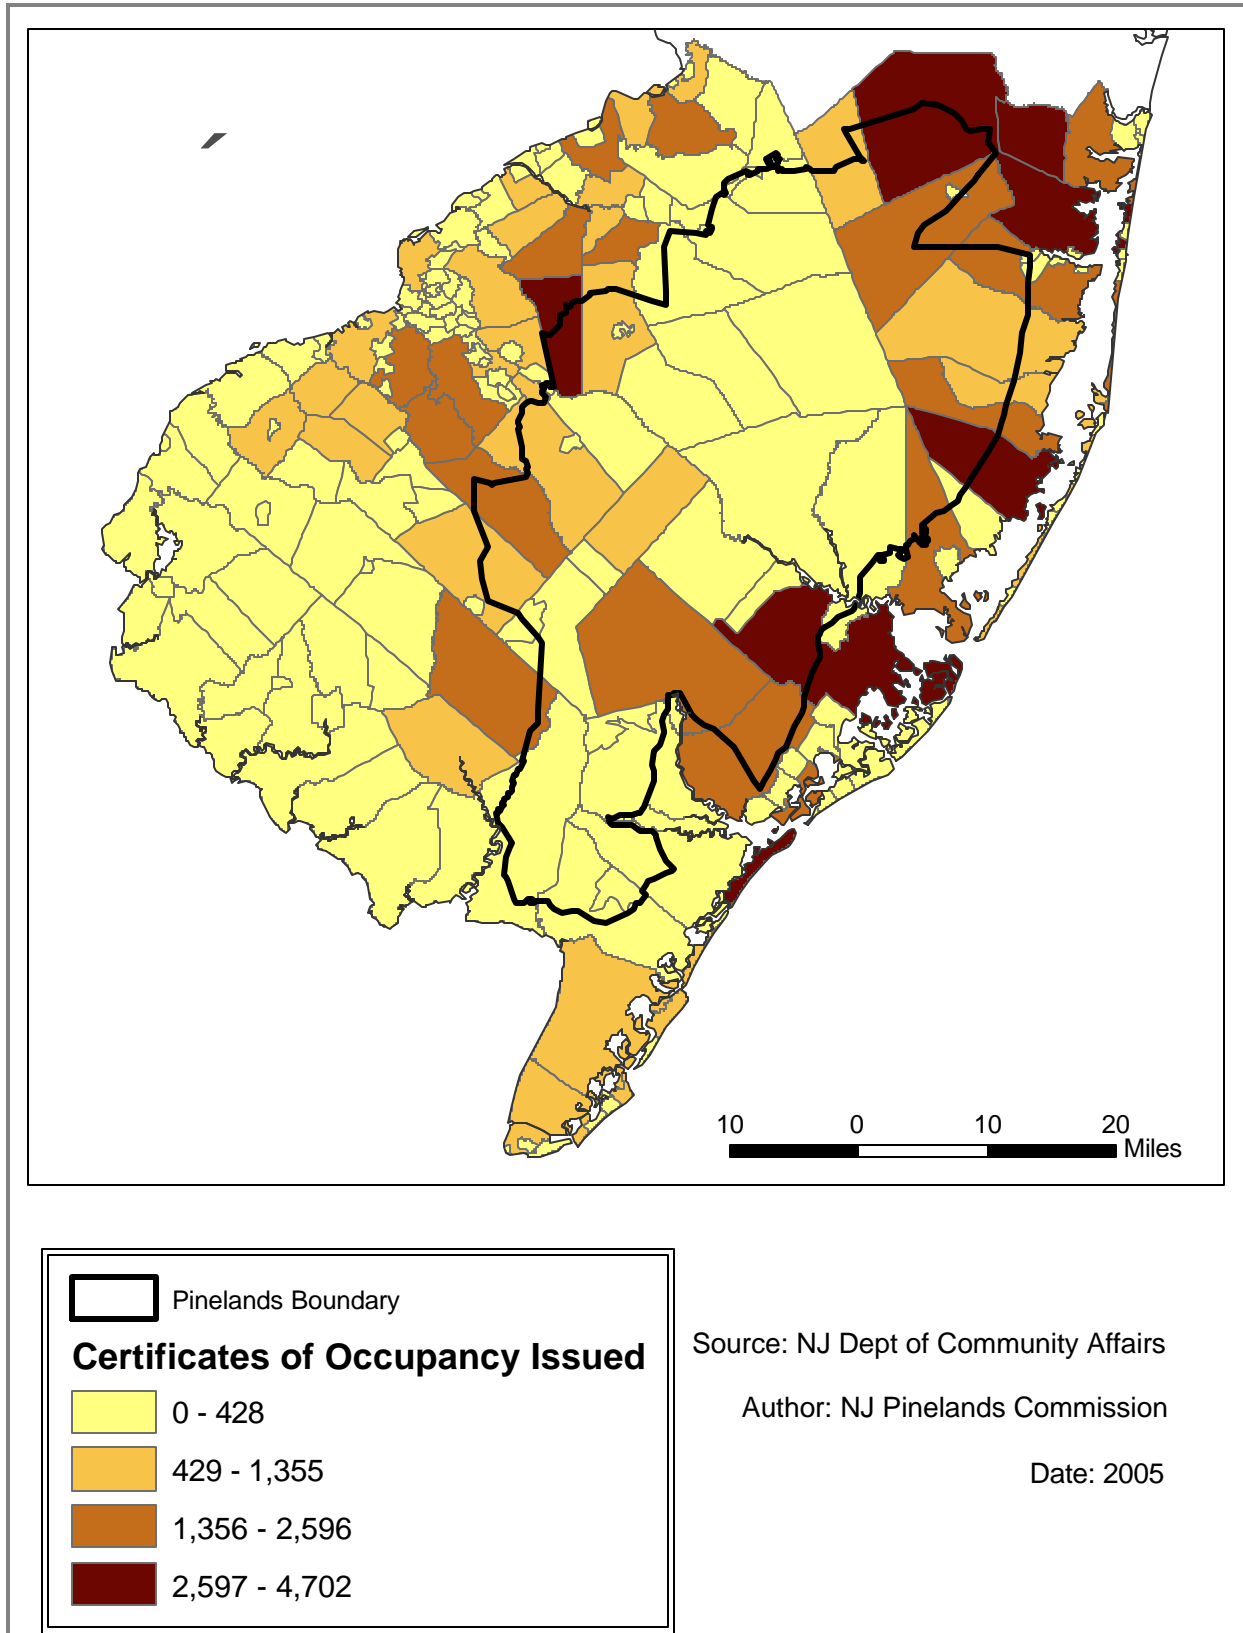 10 0 10 20
Miles
Pinelands Boundary
Certificates of Occupancy Issued
0 - 428
429 - 1,355
1,356 - 2,596
2,597 - 4,702
Source: NJ Dept of Community Affairs
Author: NJ Pinelands Commission
Date: 2005